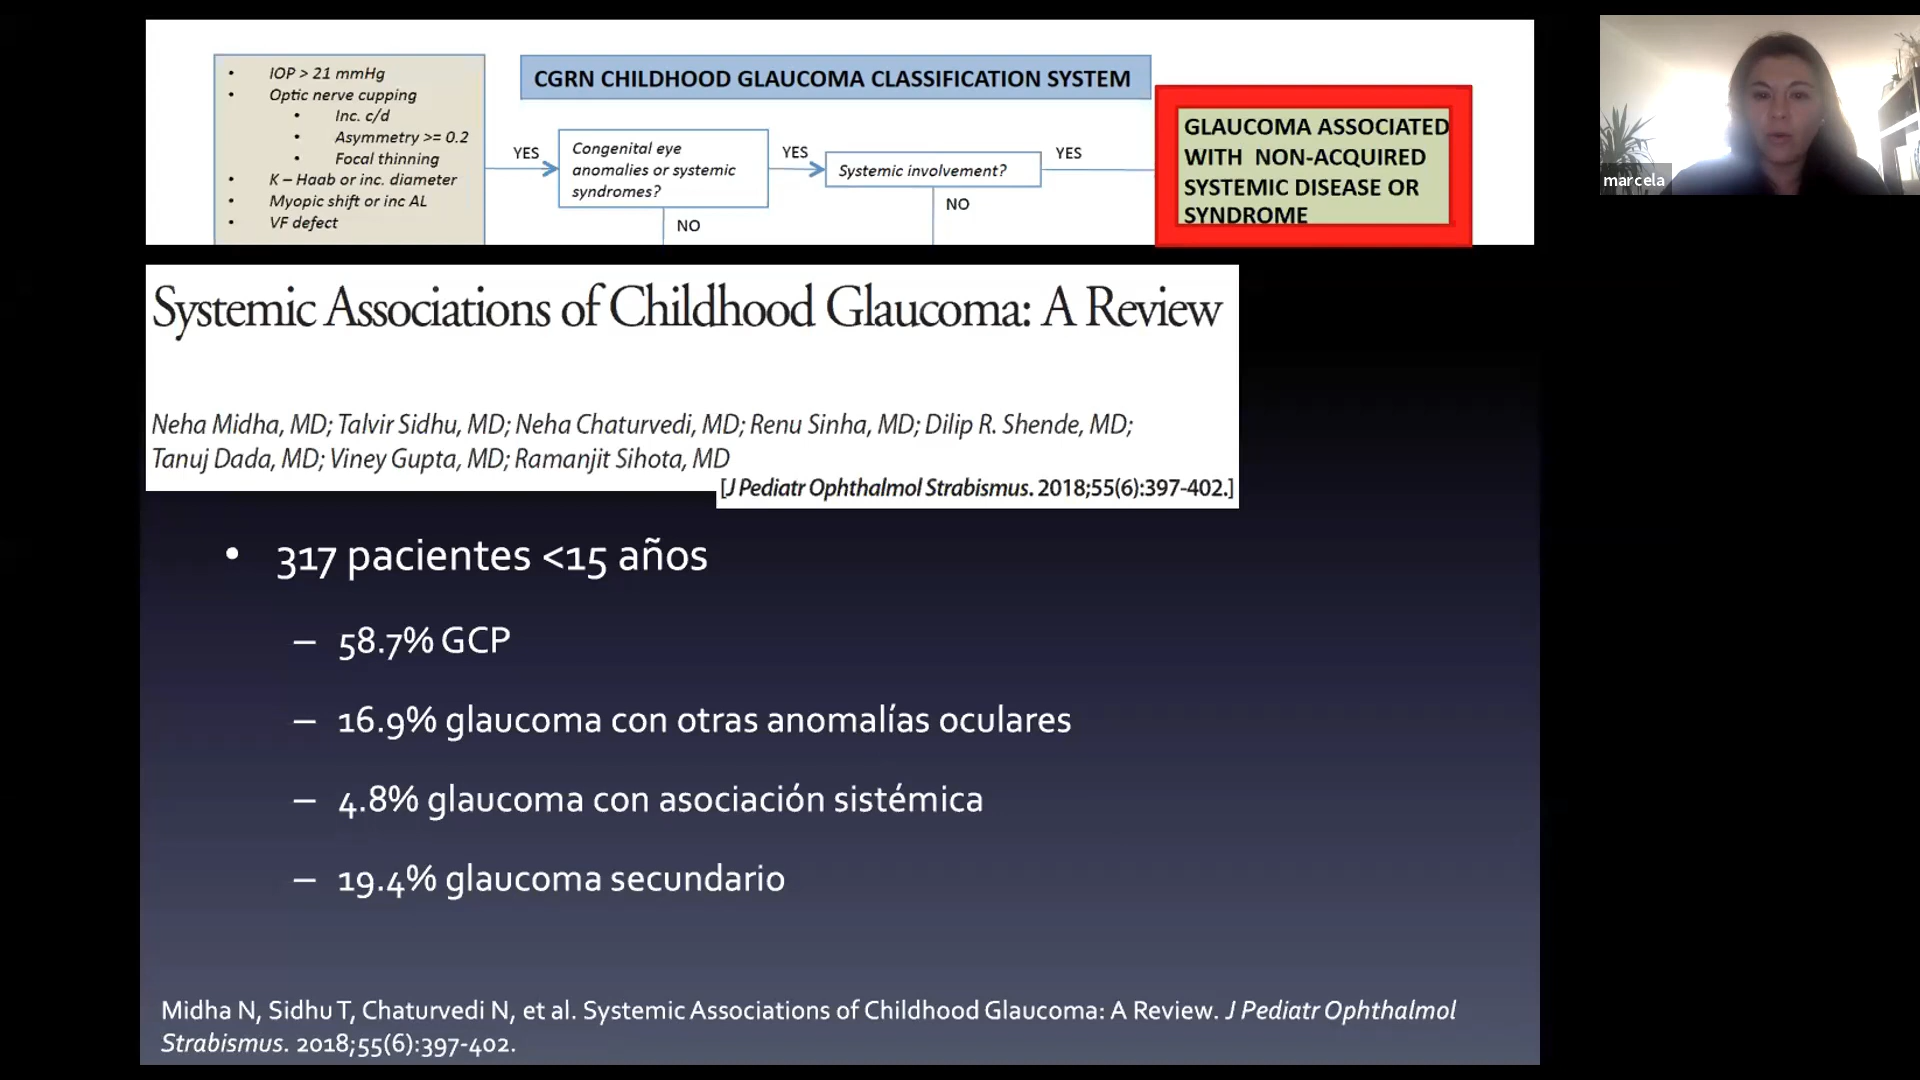 • IOP > 21 mmHg
• Optic nerve cupping
• Inc. c/d
• Asymmetry >= 0.2
• Focal thinning
• K – Haab or inc. diameter
• Myopic shift or inc AL
• VF defect
CGRN CHILDHOOD GLAUCOMA CLASSIFICATION SYSTEM
YES
Congenital eye
anomalies or systemic
syndromes?
NO
YES
Systemic involvement?
NO
YES
GLAUCOMA ASSOCIATED
WITH NON-ACQUIRED
SYSTEMIC DISEASE OR
SYNDROME
marcela
Systemic Associations of Childhood Glaucoma: A Review
Neha Midha, MD; Talvir Sidhu, MD; Neha Chaturvedi, MD; Renu Sinha, MD; Dilip R. Shende, MD;
Tanuj Dada, MD; Viney Gupta, MD; Ramanjit Sihota, MD
[J Pediatr Ophthalmol Strabismus. 2018;55(6):397-402.]
• 317 pacientes <15 años
– 58.7% GCP
– 16.9% glaucoma con otras anomalías oculares
– 4.8% glaucoma con asociación sistémica
– 19.4% glaucoma secundario
Midha N, Sidhu T, Chaturvedi N, et al. Systemic Associations of Childhood Glaucoma: A Review. J Pediatr Ophthalmol
Strabismus. 2018;55(6):397-402.